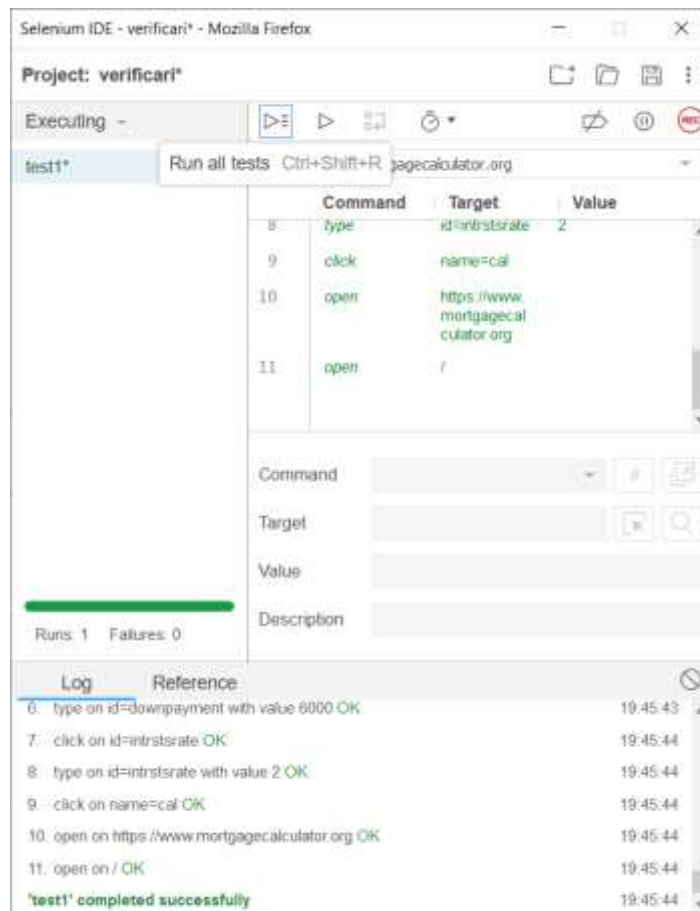 Selenium IDE - verificari* - Mozilla Firefox
Project: verificari*
Executing
REC
test1*
Run all tests Ctrl+Shift+R
gagecalculator.org
Command Target Value
8 type id=intrstsrate 2
9 click name=cal
10 open https://www.
mortgagecal
culator.org
11 open /
Command
//
Target
Value
Description
Runs: 1 Failures: 0
Log Reference
6. type on id=downpayment with value 6000 OK 19:45:43
7. click on id=intrstsrate OK 19:45:44
8. type on id=intrstsrate with value 2 OK 19:45:44
9. click on name=cal OK 19:45:44
10. open on https://www.mortgagecalculator.org OK 19:45:44
11. open on / OK 19:45:44
'test1' completed successfully 19:45:44